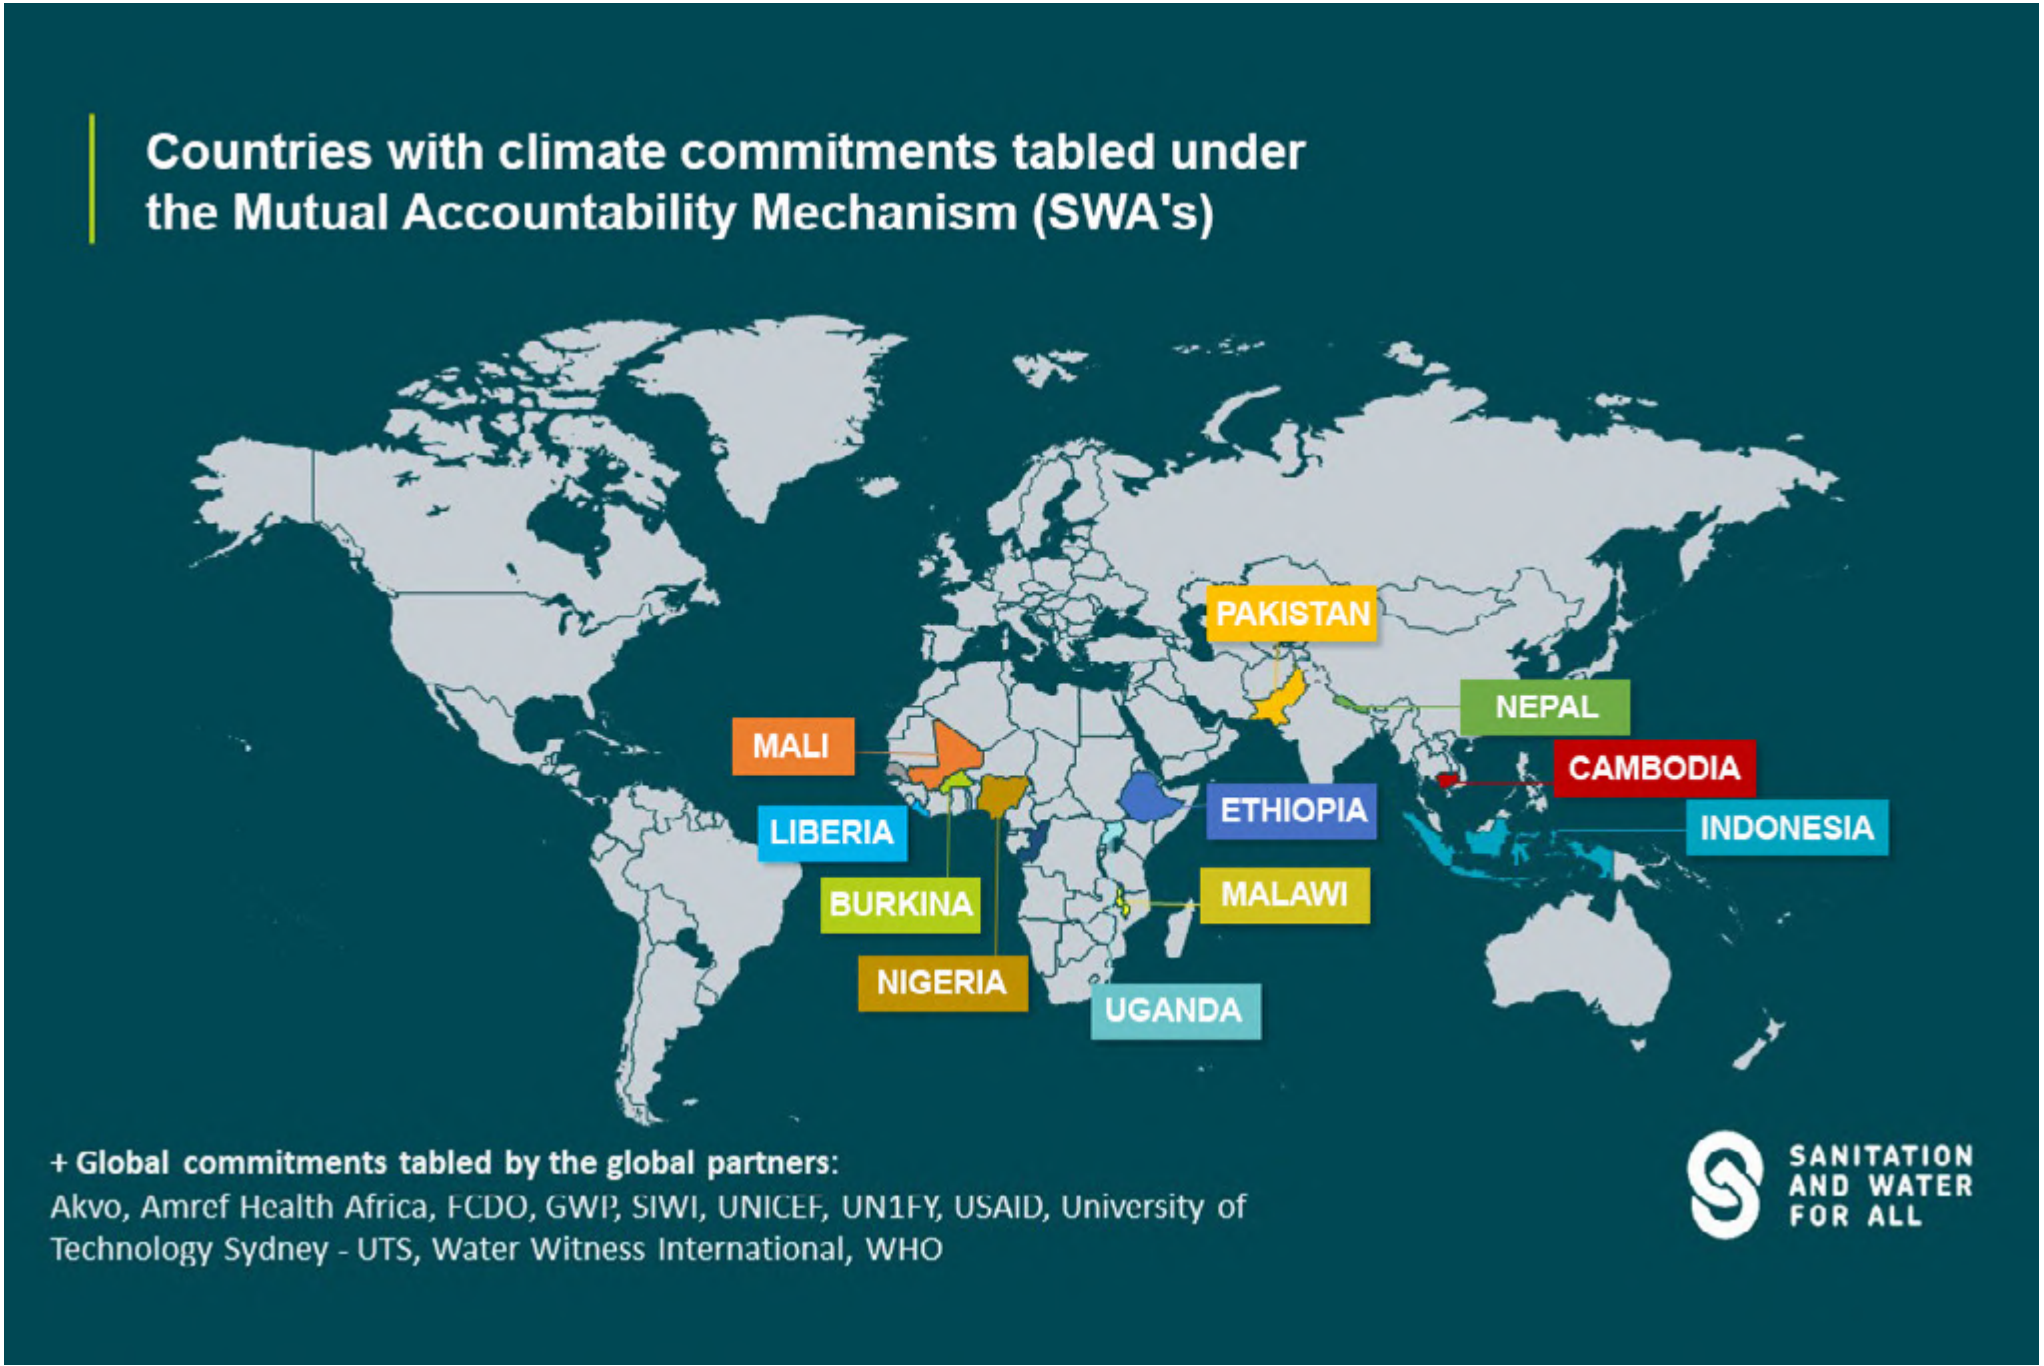 Countries with climate commitments tabled under
the Mutual Accountability Mechanism (SWA's)
PAKISTAN
NEPAL
MALI
CAMBODIA
ETHIOPIA
INDONESIA
LIBERIA
MALAWI
BURKINA
NIGERIA
UGANDA
+ Global commitments tabled by the global partners:
Akvo, Amref Health Africa, FCDO, GWP, SIWI, UNICEF, UN1FY, USAID, University of
Technology Sydney - UTS, Water Witness International, WHO
SANITATION
AND WATER
FOR ALL